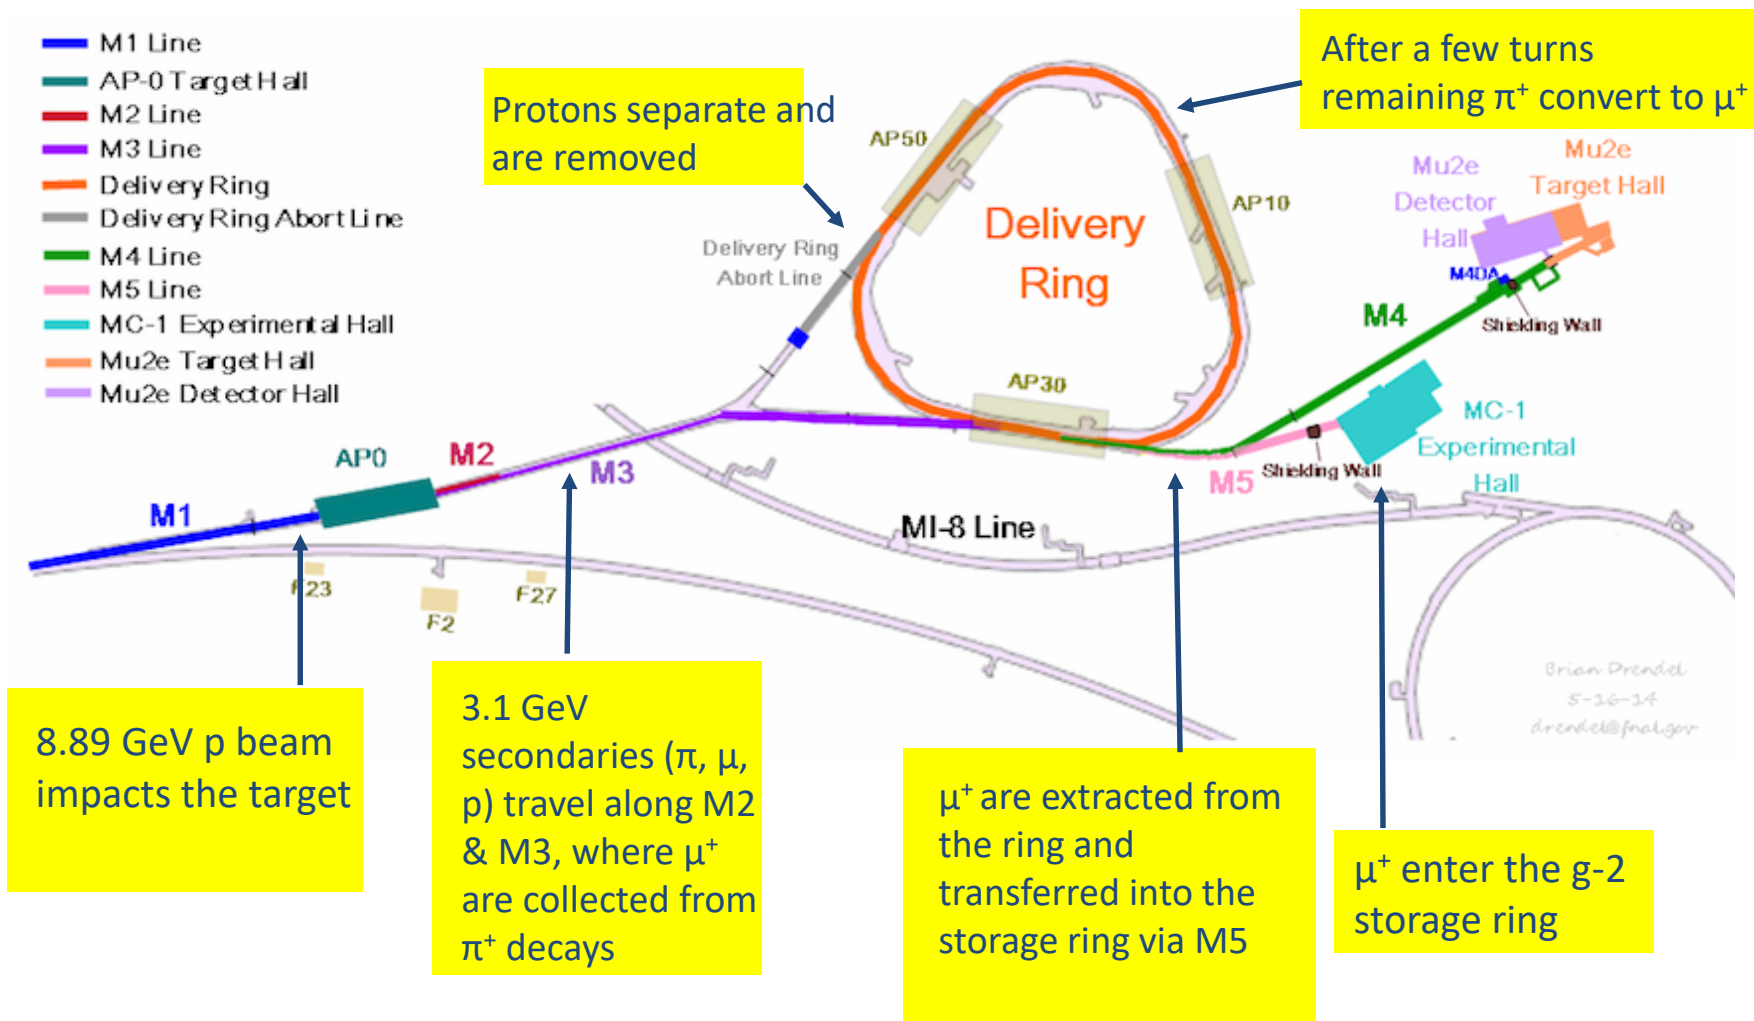 M1 Line
AP-0 Target Hall
M2 Line
M3 Line
Delivery Ring
Delivery Ring Abort Line
M4 Line
M5 Line
MC-1 Experimental Hall
Mu2e Target Hall
Mu2e Detector Hall
Protons separate and
are removed
After a few turns
remaining π⁺ convert to μ⁺
AP50
AP10
Delivery
Ring
Delivery Ring
Abort Line
AP30
Mu2e
Detector
Hall
Mu2e
Target Hall
M4DA
Shielding Wall
M4
MC-1
Experimental
Hall
Shielding Wall
M5
AP0
M2
M3
M1
MI-8 Line
F23
F2
F27
Brian Drendel
5-16-14
drendel@fnal.gov
8.89 GeV p beam
impacts the target
3.1 GeV
secondaries (π, μ,
p) travel along M2
& M3, where μ⁺
are collected from
π⁺ decays
μ⁺ are extracted from
the ring and
transferred into the
storage ring via M5
μ⁺ enter the g-2
storage ring